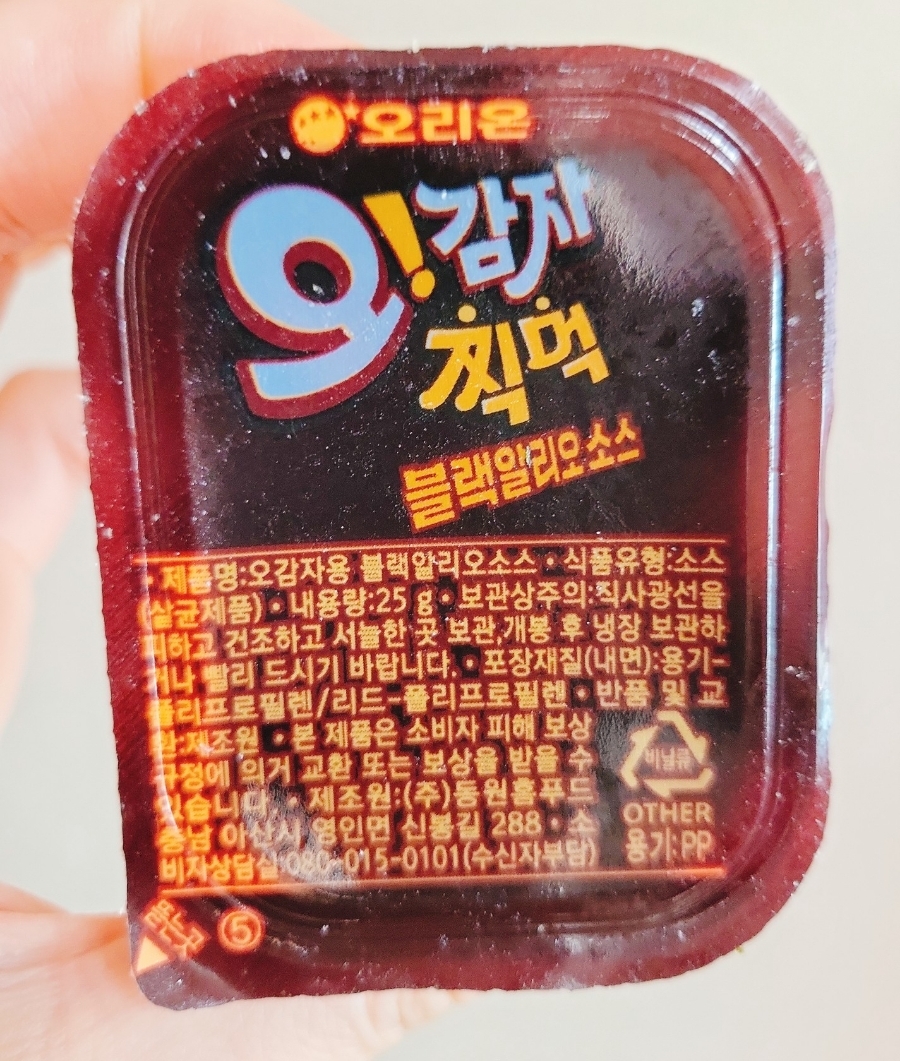 오리온
오!감자
찍먹
블랙알리오소스
• 제품명:오감자용 블랙알리오소스 • 식품유형:소스
(살균제품) • 내용량:25 g • 보관상주의:직사광선을
피하고 건조하고 서늘한 곳 보관,개봉 후 냉장 보관하
거나 빨리 드시기 바랍니다. • 포장재질(내면):용기-
폴리프로필렌/리드-폴리프로필렌 • 반품 및 교
환:제조원 • 본 제품은 소비자 피해 보상
규정에 의거 교환 또는 보상을 받을 수
있습니다. • 제조원:(주)동원홈푸드
충남 아산시 영인면 신봉길 288 • 소
비자상담실 080-015-0101(수신자부담)
비닐류
OTHER
용기:PP
뜯는곳
⑤